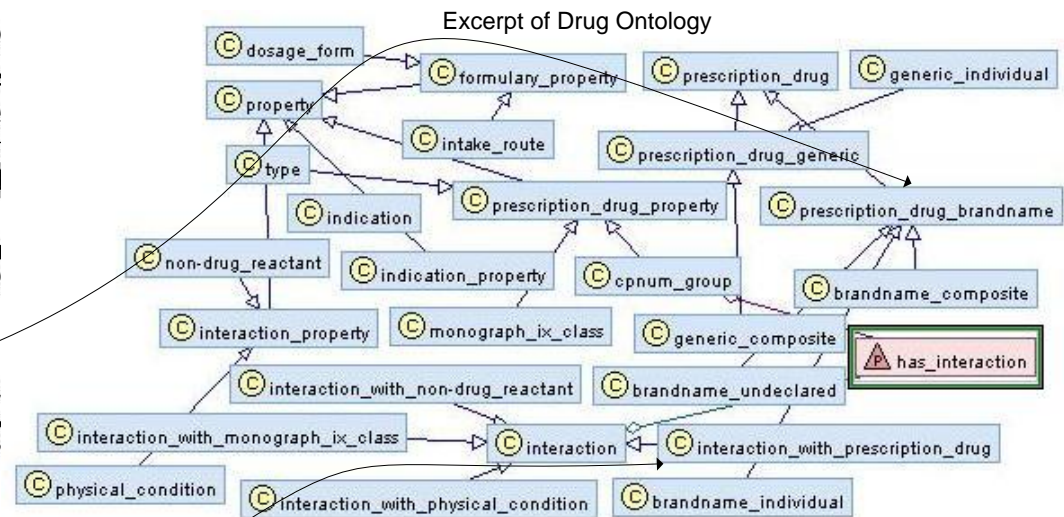 Excerpt of Drug Ontology
C dosage_form
C formulary_property
C prescription_drug
C generic_individual
C property
C intake_route
C prescription_drug_generic
C type
C prescription_drug_property
C prescription_drug_brandname
C indication
C non-drug_reactant
C indication_property
C cpnum_group
C brandname_composite
C interaction_property
C monograph_ix_class
C generic_composite
P has_interaction
C interaction_with_non-drug_reactant
C brandname_undeclared
C interaction_with_monograph_ix_class
C interaction
C interaction_with_prescription_drug
C physical_condition
C interaction_with_physical_condition
C brandname_individual